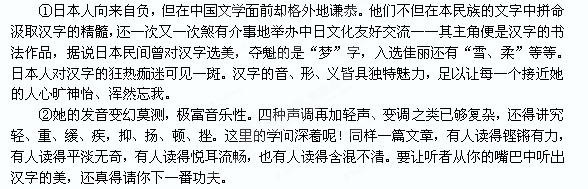 ①日本人向来自负，但在中国文学面前却格外地谦恭。他们不但在本民族的文字中拼命
汲取汉字的精髓，还一次又一次煞有介事地举办中日文化友好交流一一其主角便是汉字的书
法作品，据说日本民间曾对汉字选美，夺魁的是“梦”字，入选佳丽还有“雪、柔”等等。
日本人对汉字的狂热痴迷可见一斑。汉字的音、形、义皆具独特魅力，足以让每一个接近她
的人心旷神怡、浑然忘我。
②她的发音变幻莫测，极富音乐性。四种声调再加轻声、变调之类已够复杂，还得讲究
轻、重、缓、疾，抑、扬、顿、挫。这里的学问深着呢！同样一篇文章，有人读得铿锵有力，
有人读得平淡无奇，有人读得悦耳流畅，也有人读得含混不清。要让听者从你的嘴巴中听出
汉字的美，还真得请你下一番功夫。